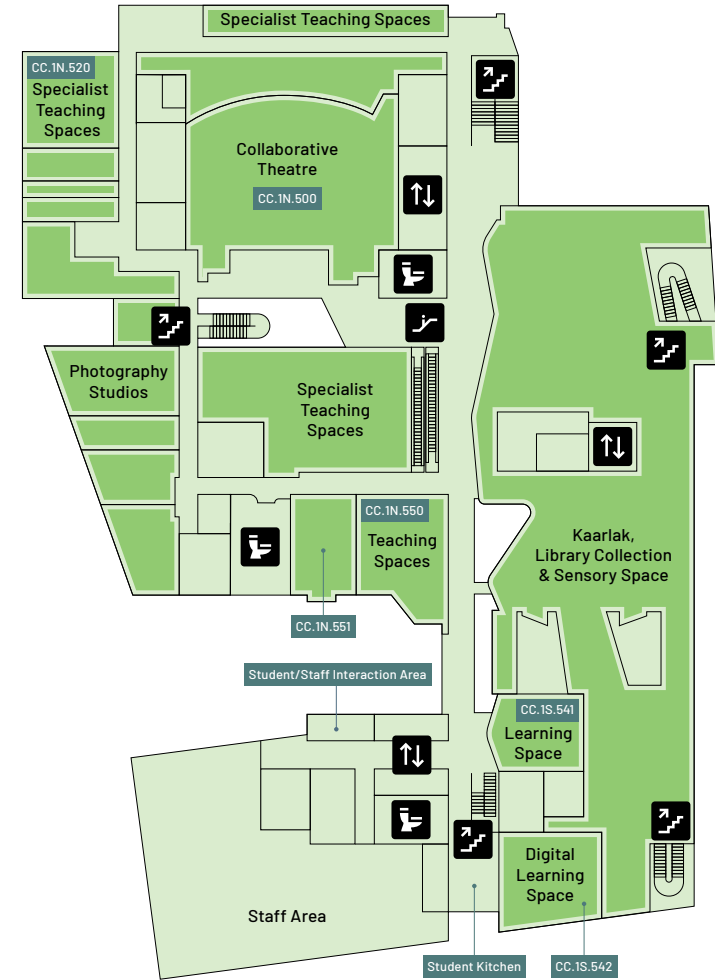 Specialist Teaching Spaces
CC.1N.520
Specialist
Teaching
Spaces
Collaborative
Theatre
CC.1N.500
Photography
Studios
Specialist
Teaching
Spaces
CC.1N.550
Teaching
Spaces
Kaarlak,
Library Collection
& Sensory Space
CC.1N.551
Student/Staff Interaction Area
CC.1S.541
Learning
Space
Digital
Learning
Space
Staff Area
Student Kitchen
CC.1S.542